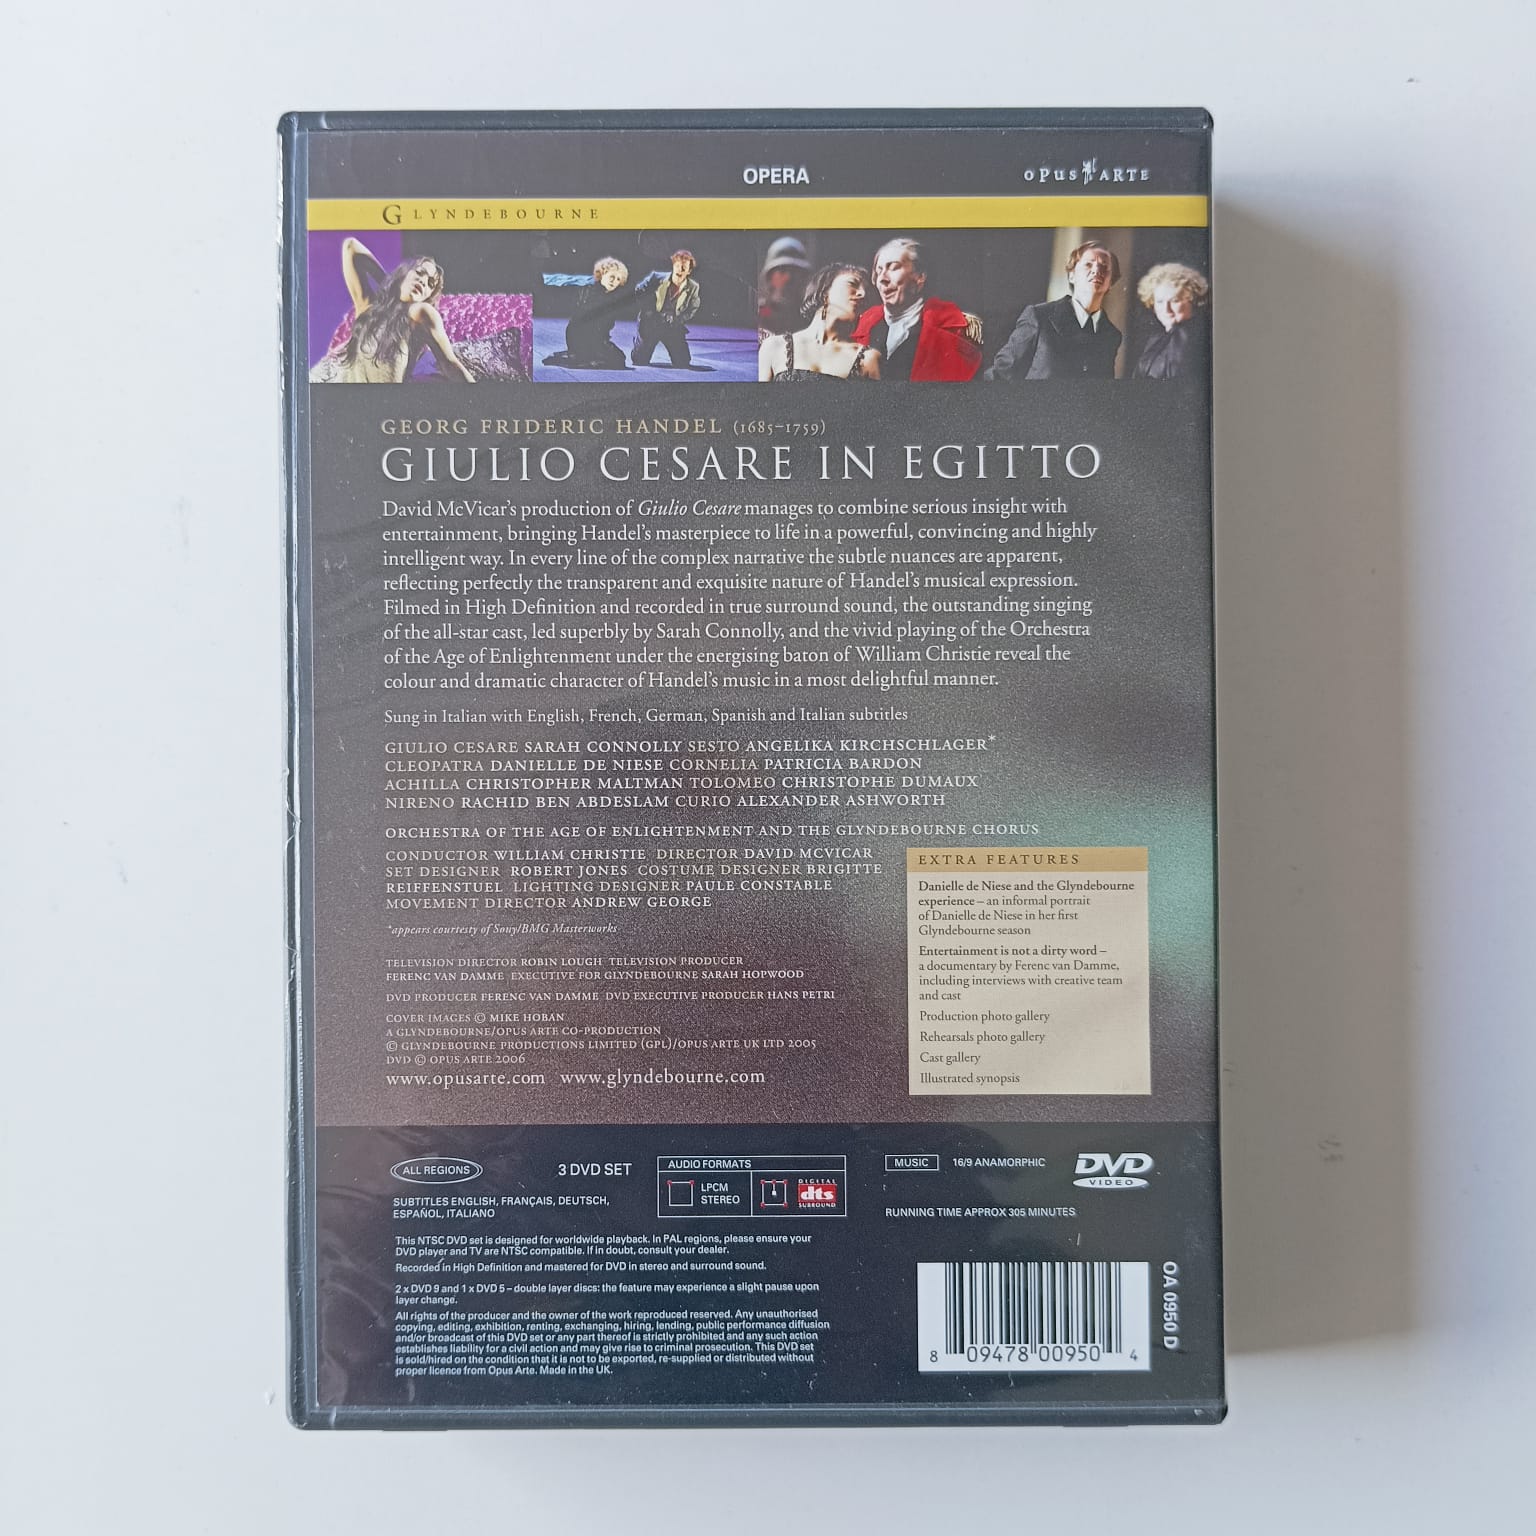 OPERA
OPUS ARTE
GLYNDEBOURNE
GEORG FRIDERIC HANDEL (1685–1759)
GIULIO CESARE IN EGITTO
David McVicar's production of Giulio Cesare manages to combine serious insight with
entertainment, bringing Handel's masterpiece to life in a powerful, convincing and highly
intelligent way. In every line of the complex narrative the subtle nuances are apparent,
reflecting perfectly the transparent and exquisite nature of Handel's musical expression.
Filmed in High Definition and recorded in true surround sound, the outstanding singing
of the all-star cast, led superbly by Sarah Connolly, and the vivid playing of the Orchestra
of the Age of Enlightenment under the energising baton of William Christie reveal the
colour and dramatic character of Handel's music in a most delightful manner.
Sung in Italian with English, French, German, Spanish and Italian subtitles
GIULIO CESARE SARAH CONNOLLY SESTO ANGELIKA KIRCHSCHLAGER*
CLEOPATRA DANIELLE DE NIESE CORNELIA PATRICIA BARDON
ACHILLA CHRISTOPHER MALTMAN TOLOMEO CHRISTOPHE DUMAUX
NIRENO RACHID BEN ABDESLAM CURIO ALEXANDER ASHWORTH
ORCHESTRA OF THE AGE OF ENLIGHTENMENT AND THE GLYNDEBOURNE CHORUS
CONDUCTOR WILLIAM CHRISTIE DIRECTOR DAVID MCVICAR
SET DESIGNER ROBERT JONES COSTUME DESIGNER BRIGITTE
REIFFENSTUEL LIGHTING DESIGNER PAULE CONSTABLE
MOVEMENT DIRECTOR ANDREW GEORGE
*appears courtesy of Sony/BMG Masterworks
TELEVISION DIRECTOR ROBIN LOUGH TELEVISION PRODUCER
FERENC VAN DAMME EXECUTIVE FOR GLYNDEBOURNE SARAH HOPWOOD
DVD PRODUCER FERENC VAN DAMME DVD EXECUTIVE PRODUCER HANS PETRI
COVER IMAGES © MIKE HOBAN
A GLYNDEBOURNE/OPUS ARTE CO-PRODUCTION
© GLYNDEBOURNE PRODUCTIONS LIMITED (GPL)/OPUS ARTE UK LTD 2005
DVD © OPUS ARTE 2006
www.opusarte.com www.glyndebourne.com
EXTRA FEATURES
Danielle de Niese and the Glyndebourne
experience – an informal portrait
of Danielle de Niese in her first
Glyndebourne season
Entertainment is not a dirty word –
a documentary by Ferenc van Damme,
including interviews with creative team
and cast
Production photo gallery
Rehearsals photo gallery
Cast gallery
Illustrated synopsis
ALL REGIONS
3 DVD SET
AUDIO FORMATS
LPCM
STEREO
DIGITAL
dts
SURROUND
MUSIC
16/9 ANAMORPHIC
DVD
VIDEO
SUBTITLES ENGLISH, FRANÇAIS, DEUTSCH,
ESPAÑOL, ITALIANO
RUNNING TIME APPROX 305 MINUTES
This NTSC DVD set is designed for worldwide playback. In PAL regions, please ensure your
DVD player and TV are NTSC compatible. If in doubt, consult your dealer.
Recorded in High Definition and mastered for DVD in stereo and surround sound.
2 x DVD 9 and 1 x DVD 5 – double layer discs: the feature may experience a slight pause upon
layer change.
All rights of the producer and the owner of the work reproduced reserved. Any unauthorised
copying, editing, exhibition, renting, exchanging, hiring, lending, public performance diffusion
and/or broadcast of this DVD set or any part thereof is strictly prohibited and any such action
establishes liability for a civil action and may give rise to criminal prosecution. This DVD set
is sold/hired on the condition that it is not to be exported, re-supplied or distributed without
proper licence from Opus Arte. Made in the UK.
8 09478 00950 4
OA 0950 D